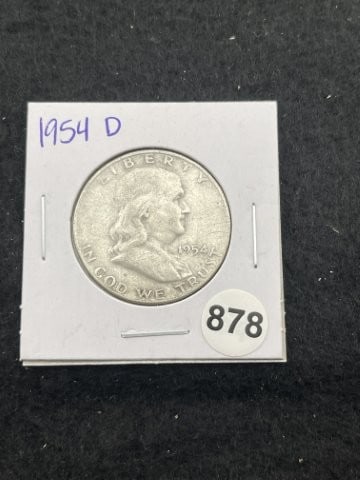 1954 D
LIBERTY
1954
IN GOD WE TRUST
878